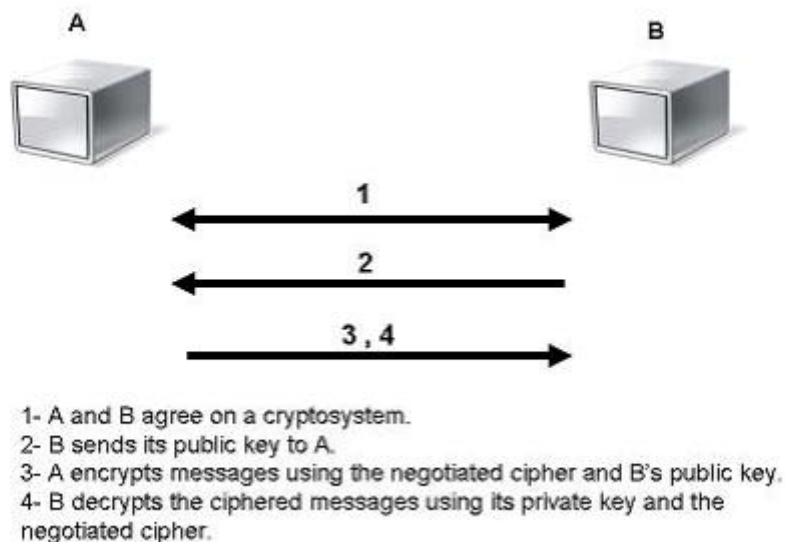 A
B
1
2
3 , 4
1- A and B agree on a cryptosystem.
2- B sends its public key to A.
3- A encrypts messages using the negotiated cipher and B's public key.
4- B decrypts the ciphered messages using its private key and the
negotiated cipher.